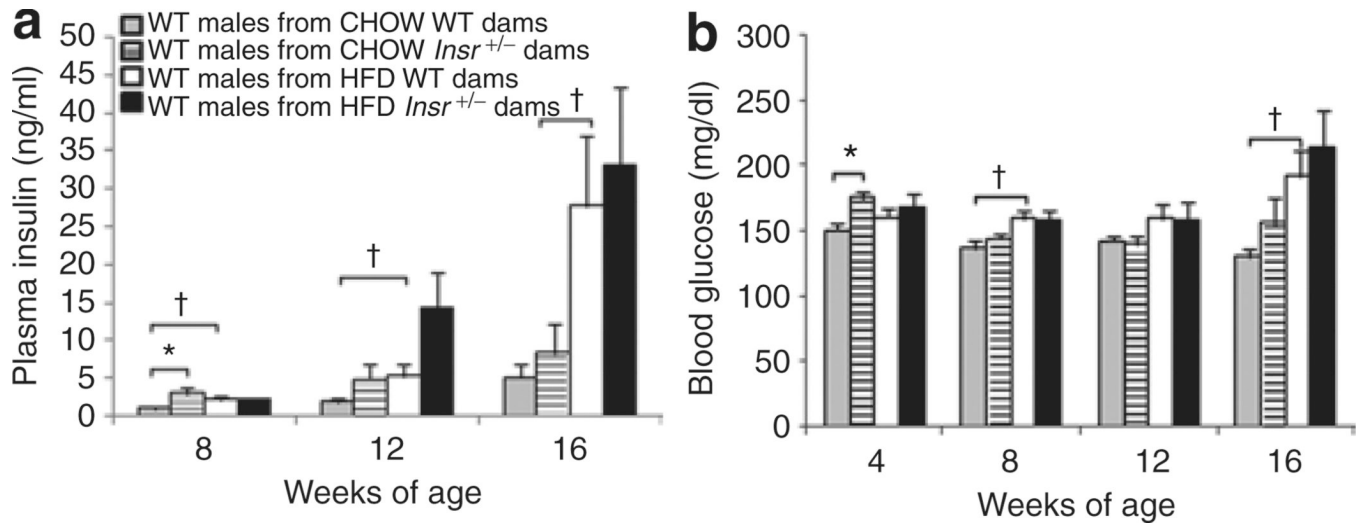 a
WT males from CHOW WT dams
WT males from CHOW Insr +/− dams
WT males from HFD WT dams
WT males from HFD Insr +/− dams
Plasma insulin (ng/ml)
50
45
40
35
30
25
20
15
10
5
0
†
*
†
†
8 12 16
Weeks of age
b
Blood glucose (mg/dl)
300
250
200
150
100
50
0
*
†
†
4 8 12 16
Weeks of age